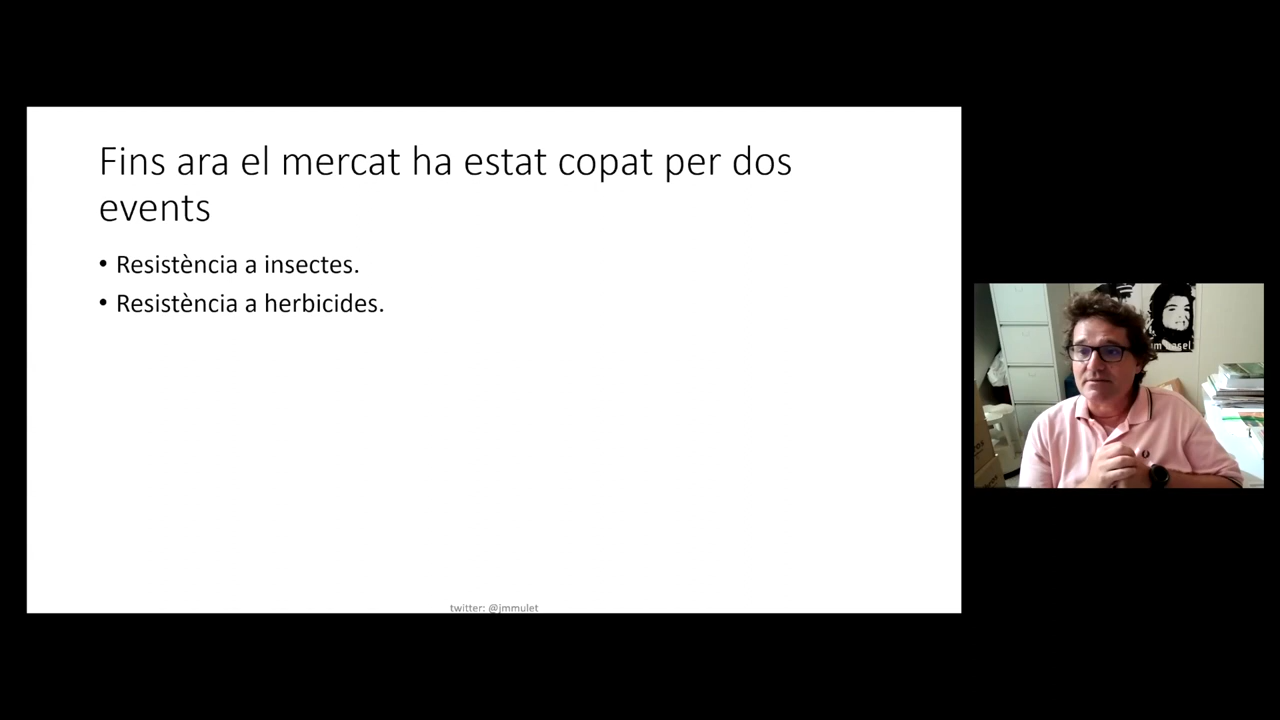 Fins ara el mercat ha estat copat per dos
events
• Resistència a insectes.
• Resistència a herbicides.
twitter: @jmmulet